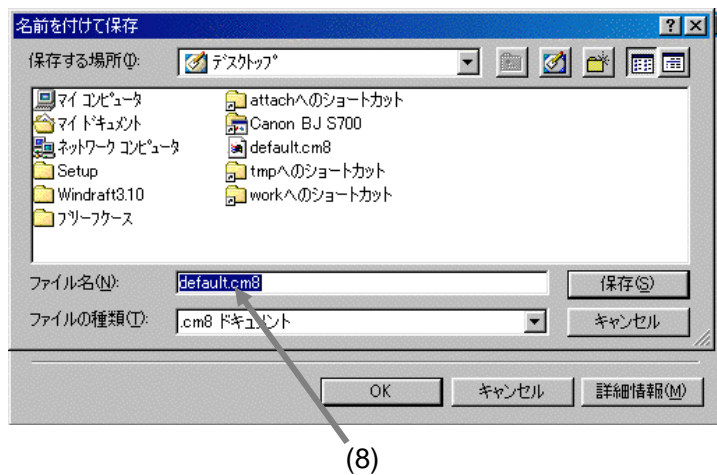 名前を付けて保存
保存する場所(I):
デスクトップ
マイ コンピュータ
マイ ドキュメント
ネットワーク コンピュータ
Setup
Windraft3.10
ブリーフケース
attachへのショートカット
Canon BJ S700
default.cm8
tmpへのショートカット
workへのショートカット
ファイル名(N):
default.cm8
保存(S)
ファイルの種類(T):
.cm8 ドキュメント
キャンセル
OK
キャンセル
詳細情報(M)
(8)